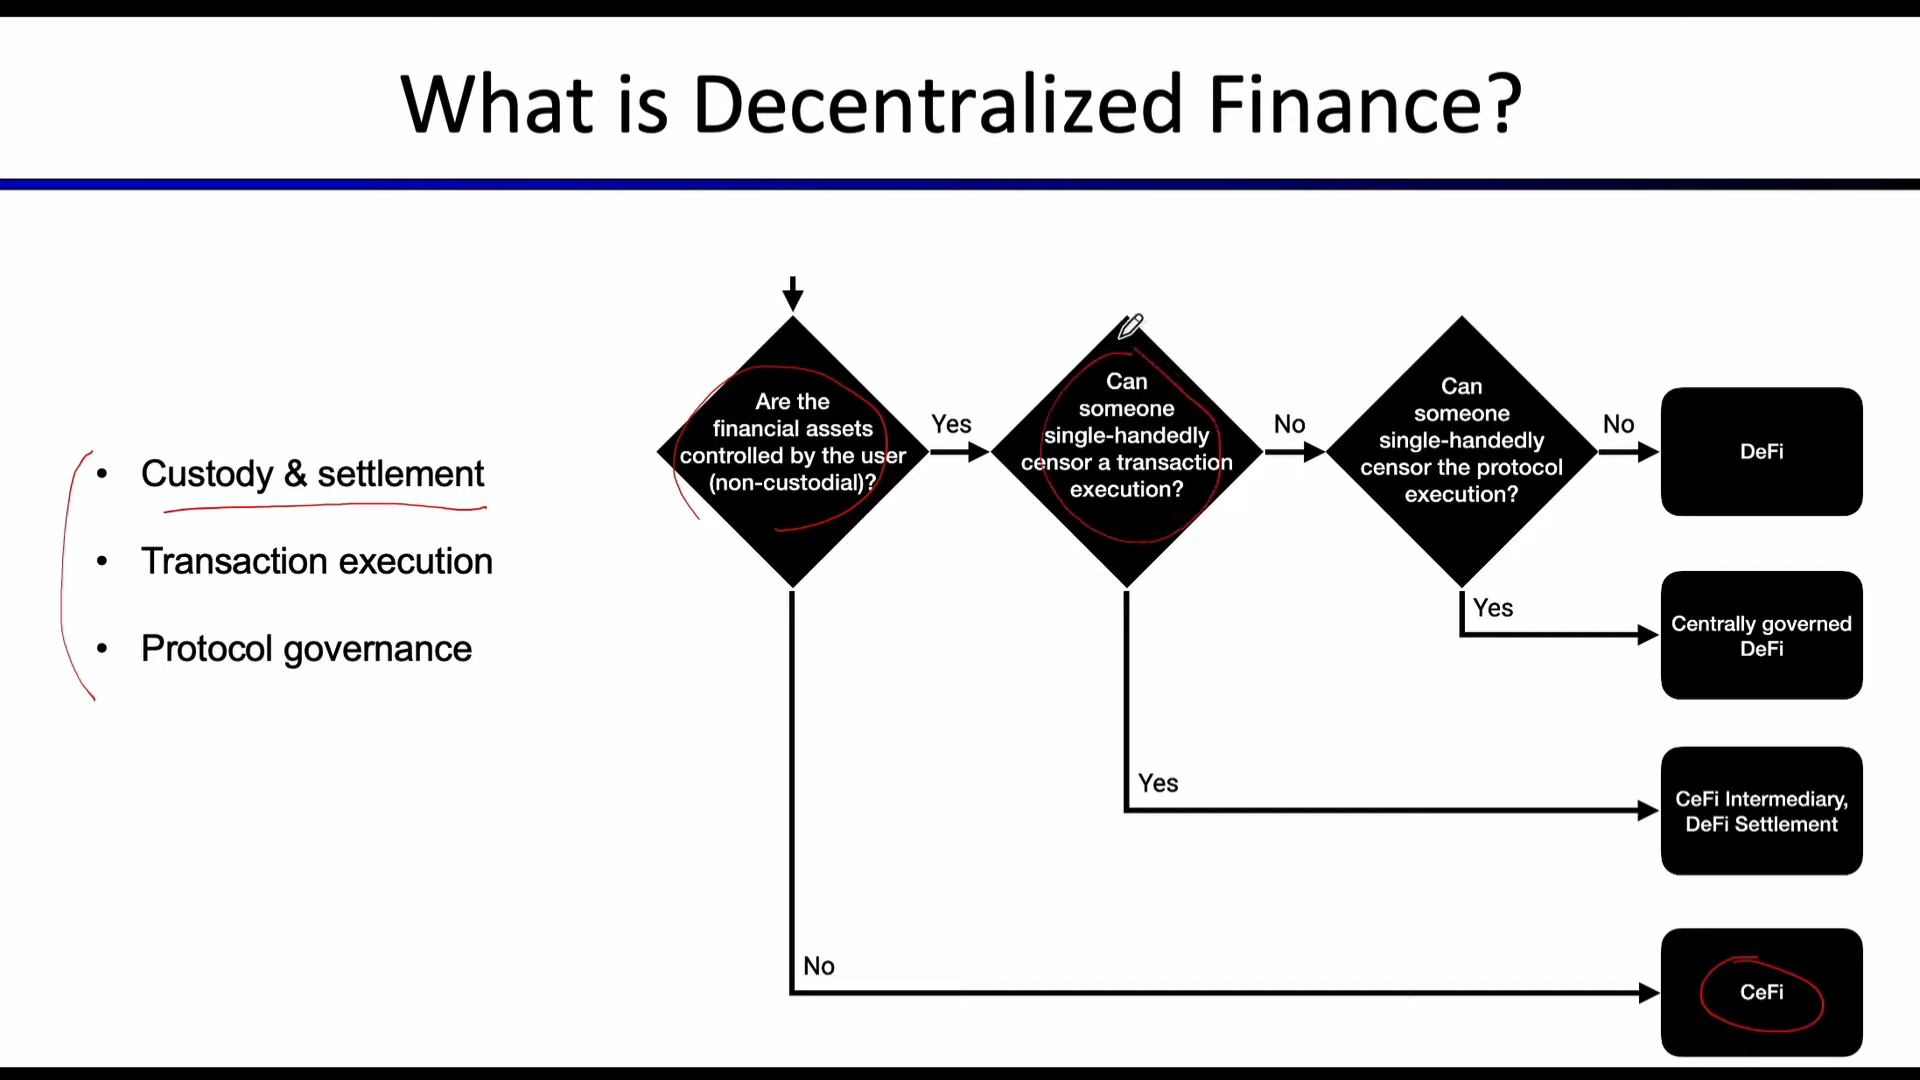 What is Decentralized Finance?
• Custody & settlement
• Transaction execution
• Protocol governance
Are the
financial assets
controlled by the user
(non-custodial)?
Yes
Can
someone
single-handedly
censor a transaction
execution?
No
Can
someone
single-handedly
censor the protocol
execution?
No
DeFi
Yes
Centrally governed
DeFi
Yes
CeFi Intermediary,
DeFi Settlement
No
CeFi